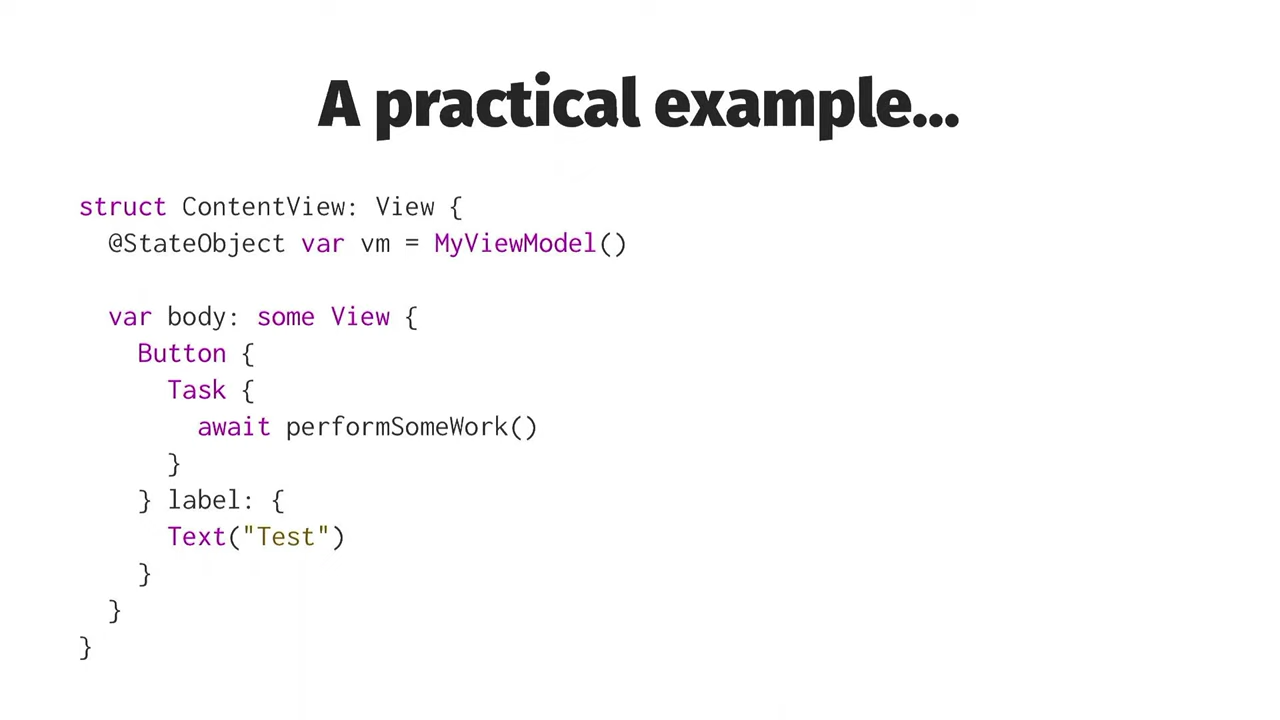 A practical example...
struct ContentView: View {
  @StateObject var vm = MyViewModel()

  var body: some View {
    Button {
      Task {
        await performSomeWork()
      }
    } label: {
      Text("Test")
    }
  }
}